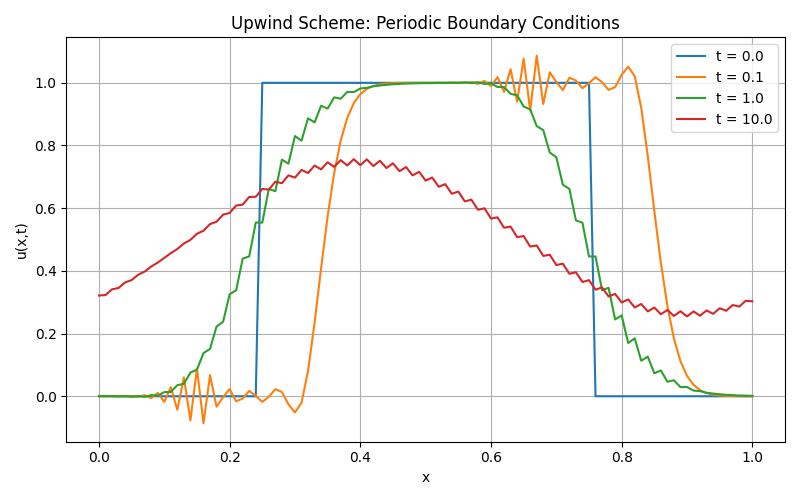 Upwind Scheme: Periodic Boundary Conditions
t = 0.0
t = 0.1
t = 1.0
t = 10.0
u(x,t)
1.0
0.8
0.6
0.4
0.2
0.0
0.0 0.2 0.4 0.6 0.8 1.0
x